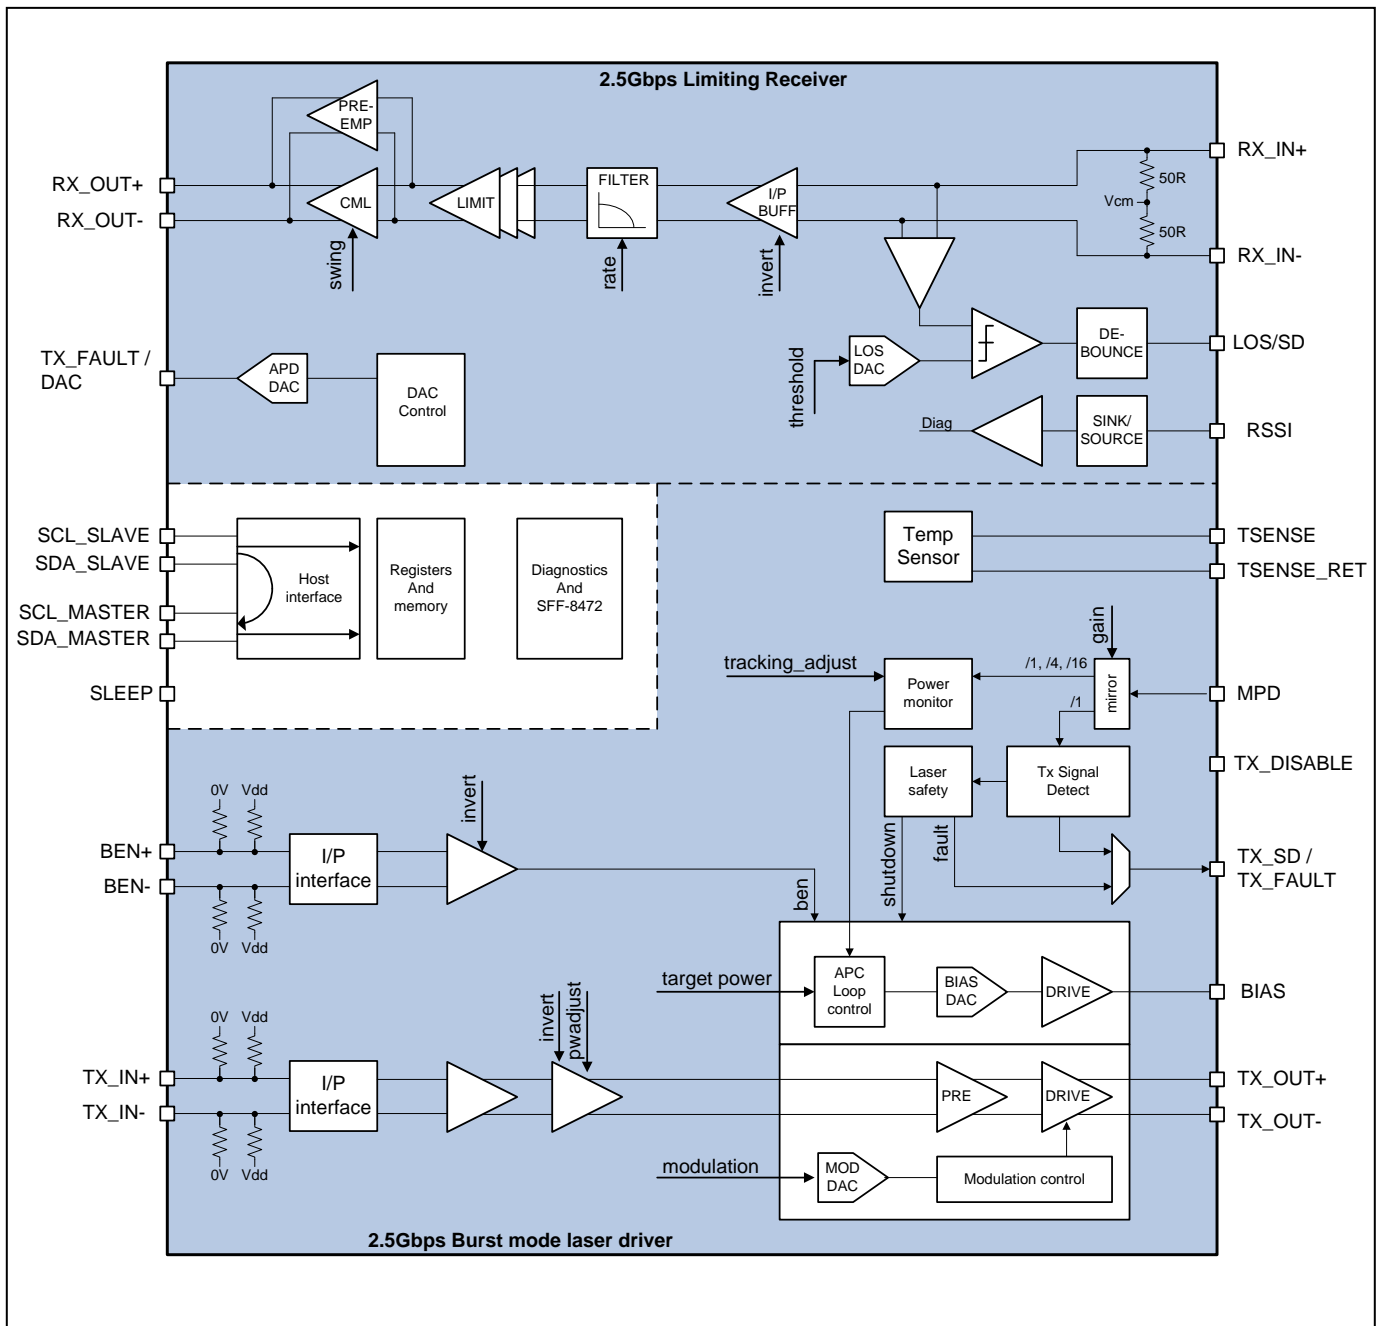 2.5Gbps Limiting Receiver
PRE-
EMP
RX_OUT+
RX_OUT-
CML
LIMIT
FILTER
I/P
BUFF
RX_IN+
50R
Vcm
50R
RX_IN-
swing
rate
invert
TX_FAULT /
DAC
APD
DAC
DAC
Control
threshold
LOS
DAC
DE-
BOUNCE
LOS/SD
Diag
SINK/
SOURCE
RSSI
SCL_SLAVE
SDA_SLAVE
SCL_MASTER
SDA_MASTER
SLEEP
Host
interface
Registers
And
memory
Diagnostics
And
SFF-8472
Temp
Sensor
TSENSE
TSENSE_RET
gain
tracking_adjust
Power
monitor
/1, /4, /16
/1
mirror
MPD
TX_DISABLE
Laser
safety
Tx Signal
Detect
shutdown
fault
TX_SD /
TX_FAULT
0V
Vdd
invert
BEN+
BEN-
I/P
interface
0V
Vdd
ben
target power
APC
Loop
control
BIAS
DAC
DRIVE
BIAS
0V
Vdd
invert
pwadjust
TX_IN+
TX_IN-
I/P
interface
0V
Vdd
PRE
DRIVE
TX_OUT+
TX_OUT-
modulation
MOD
DAC
Modulation control
2.5Gbps Burst mode laser driver